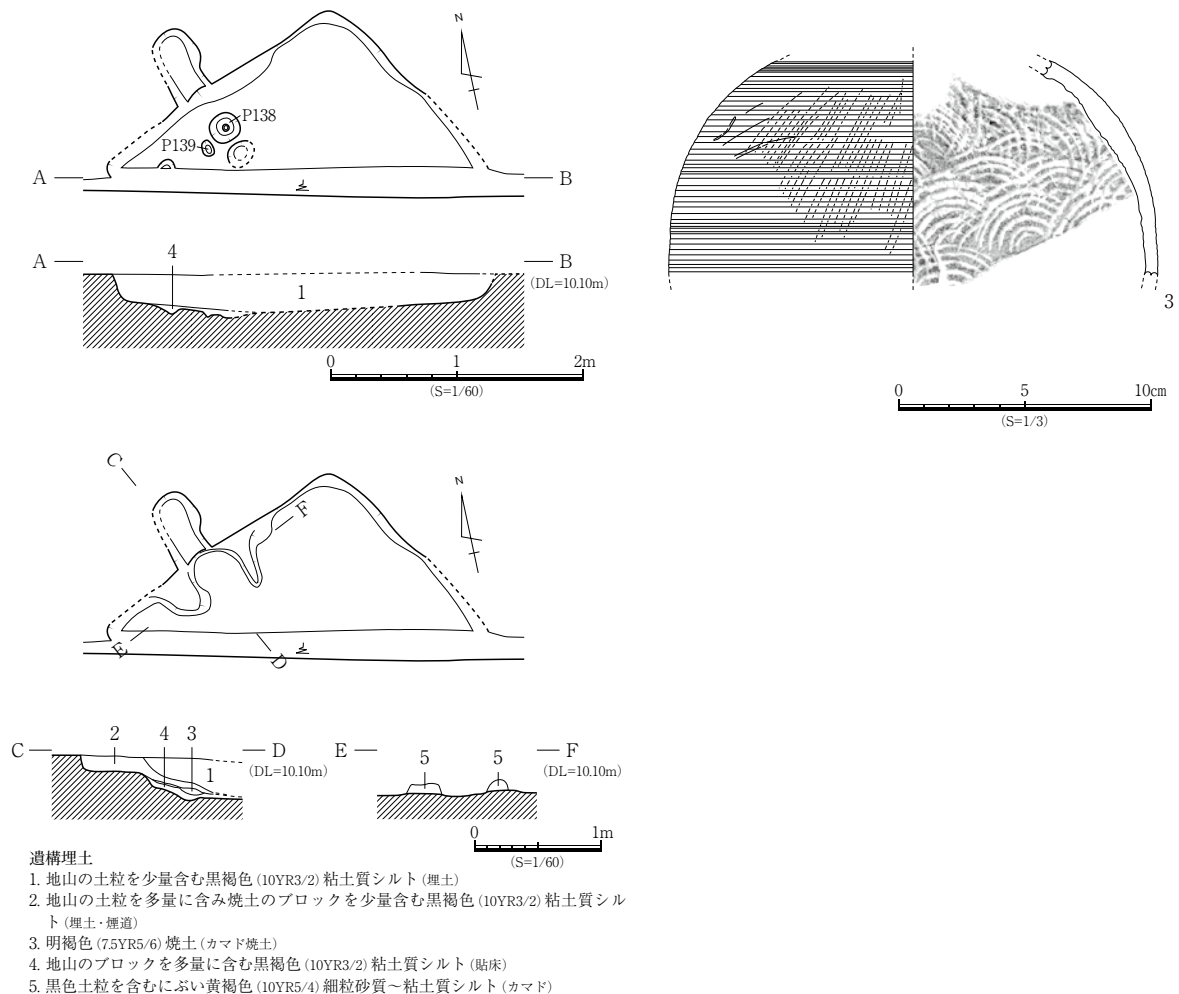 N
P138
P139
A
B
A
B
4
1
(DL=10.10m)
0 1 2m
(S=1/60)
3
0 5 10cm
(S=1/3)
C
N
F
E
D
C
2 4 3
D
1
(DL=10.10m)
E
5 5
F
(DL=10.10m)
0 1m
(S=1/60)
遺構埋土
1. 地山の土粒を少量含む黒褐色(10YR3/2)粘土質シルト(埋土)
2. 地山の土粒を多量に含み焼土のブロックを少量含む黒褐色(10YR3/2)粘土質シル
ト(埋土・煙道)
3. 明褐色(7.5YR5/6)焼土(カマド焼土)
4. 地山のブロックを多量に含む黒褐色(10YR3/2)粘土質シルト(貼床)
5. 黒色土粒を含むにぶい黄褐色(10YR5/4)細粒砂質～粘土質シルト(カマド)